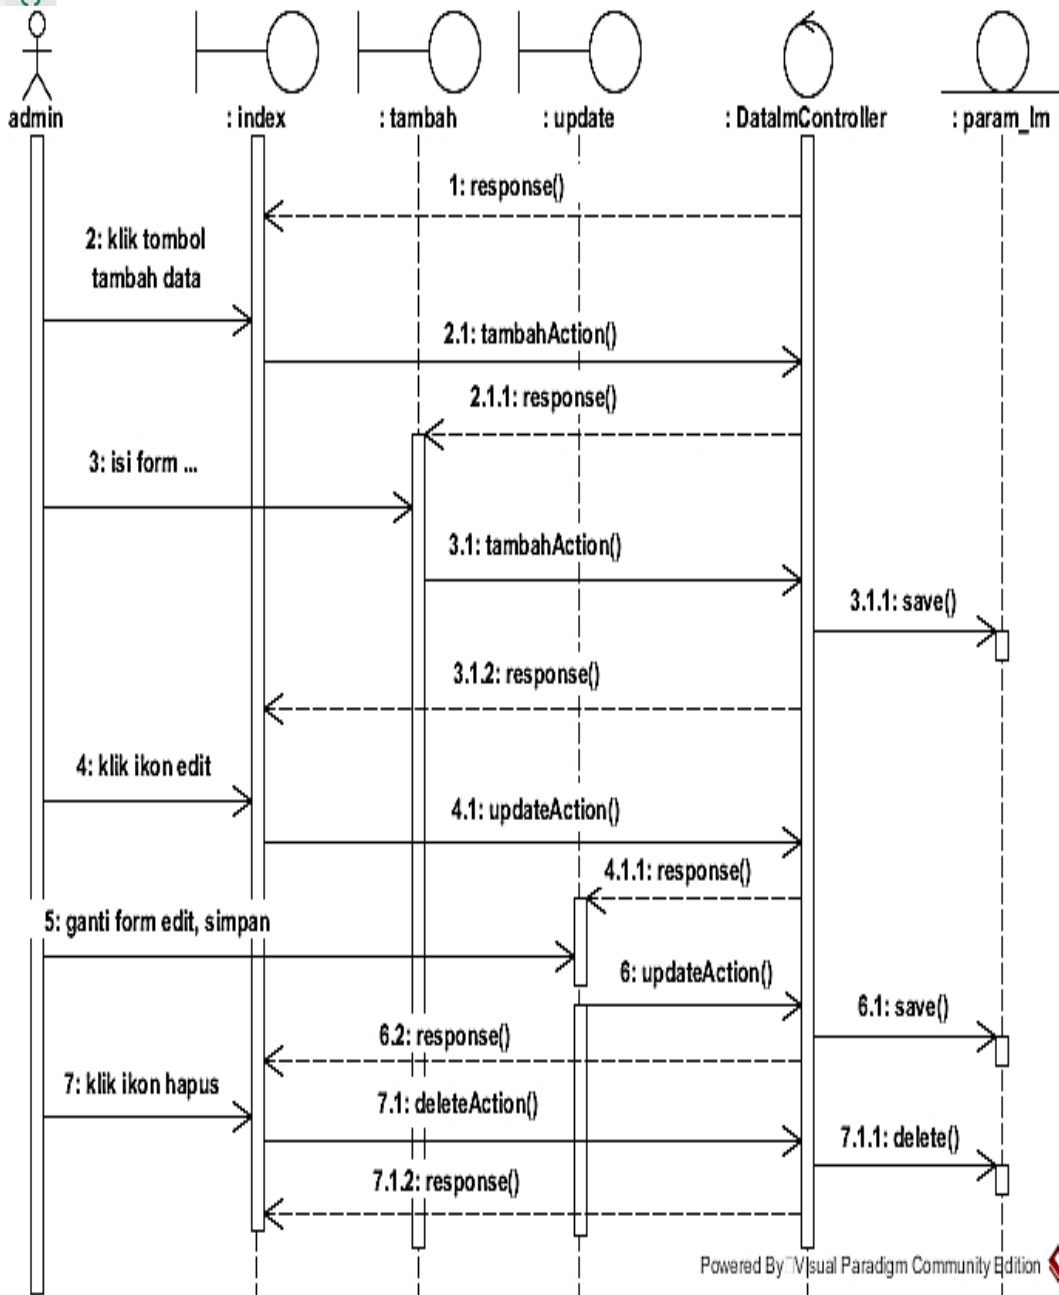 admin
: index
: tambah
: update
: DataImController
: param_Im
1: response()
2: klik tombol
tambah data
2.1: tambahAction()
2.1.1: response()
3: isi form ...
3.1: tambahAction()
3.1.1: save()
3.1.2: response()
4: klik ikon edit
4.1: updateAction()
4.1.1: response()
5: ganti form edit, simpan
6: updateAction()
6.1: save()
6.2: response()
7: klik ikon hapus
7.1: deleteAction()
7.1.1: delete()
7.1.2: response()
Powered By Visual Paradigm Community Edition